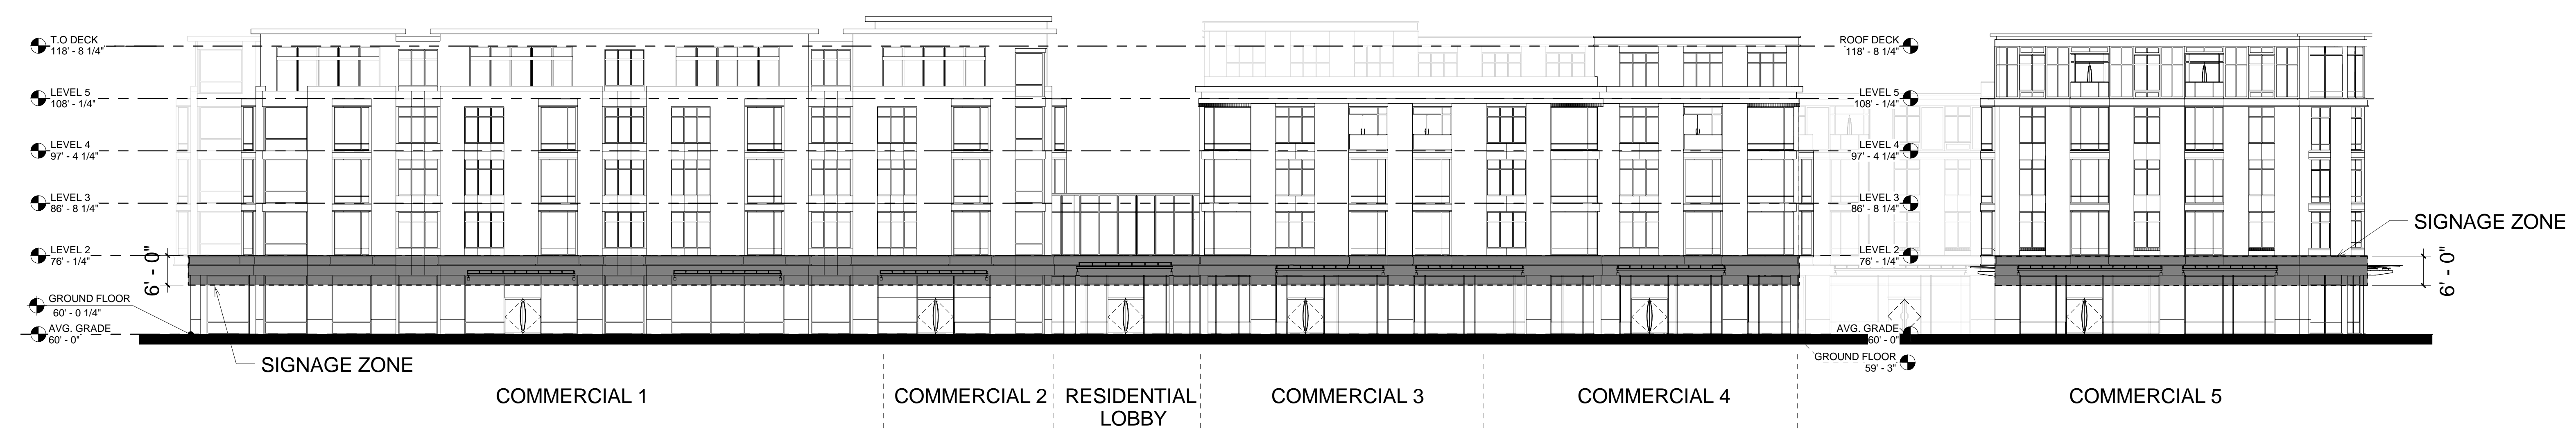 T.O DECK
118' - 8 1/4"
LEVEL 5
108' - 1/4"
LEVEL 4
97' - 4 1/4"
LEVEL 3
86' - 8 1/4"
LEVEL 2
76' - 1/4"
6' - 0"
GROUND FLOOR
60' - 0 1/4"
AVG. GRADE
60' - 0"
SIGNAGE ZONE
COMMERCIAL 1
COMMERCIAL 2
RESIDENTIAL
LOBBY
COMMERCIAL 3
COMMERCIAL 4
ROOF DECK
118' - 8 1/4"
LEVEL 5
108' - 1/4"
LEVEL 4
97' - 4 1/4"
LEVEL 3
86' - 8 1/4"
LEVEL 2
76' - 1/4"
AVG. GRADE
60' - 0"
GROUND FLOOR
59' - 3"
SIGNAGE ZONE
6' - 0"
COMMERCIAL 5